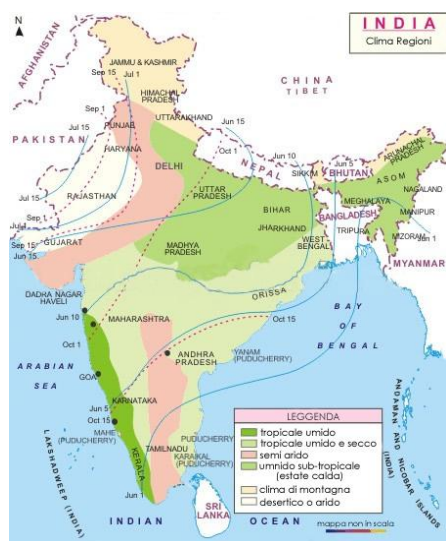 INDIA
Clima Regioni
N
AFGHANISTAN
JAMMU & KASHMIR
Sep 15
Jul 1
HIMACHAL
PRADESH
CHINA
TIBET
Jul 15
Sep 1
PUNJAB
UTTARAKHAND
Jun 15
PAKISTAN
HARYANA
Oct 1
NEPAL
Jun 10
ARUNACHAL
PRADESH
DELHI
SIKKIM
Jun 5
BHUTAN
ASOM
NAGALAND
Jul 15
RAJASTHAN
UTTAR
PRADESH
Sep 1
BIHAR
MEGHALAYA
MANIPUR
Jul 1
BANGLADESH
Jun 1
Sep 15
GUJARAT
JHARKHAND
WEST
BENGAL
TRIPURA
MIZORAM
Jun 15
MADHYA
PRADESH
MYANMAR
DADRA NAGAR
HAVELI
ORISSA
Jun 10
MAHARASHTRA
Oct 15
BAY
OF
BENGAL
Oct 1
ARABIAN
SEA
ANDHRA
PRADESH
YANAM
(PUDUCHERRY)
GOA
KARNATAKA
Jun 5
Oct 15
MAHE
(PUDUCHERRY)
LAKSHADWEEP (INDIA)
KERALA
TAMILNADU
PUDUCHERRY
KARAIKAL
(PUDUCHERRY)
Jun 1
ANDAMAN AND NICOBAR ISLANDS
(INDIA)
LEGGENDA
tropicale umido
tropicale umido e secco
semi arido
umnido sub-tropicale
(estate calda)
clima di montagna
desertico o arido
SRI
LANKA
INDIAN OCEAN
mappa non in scala